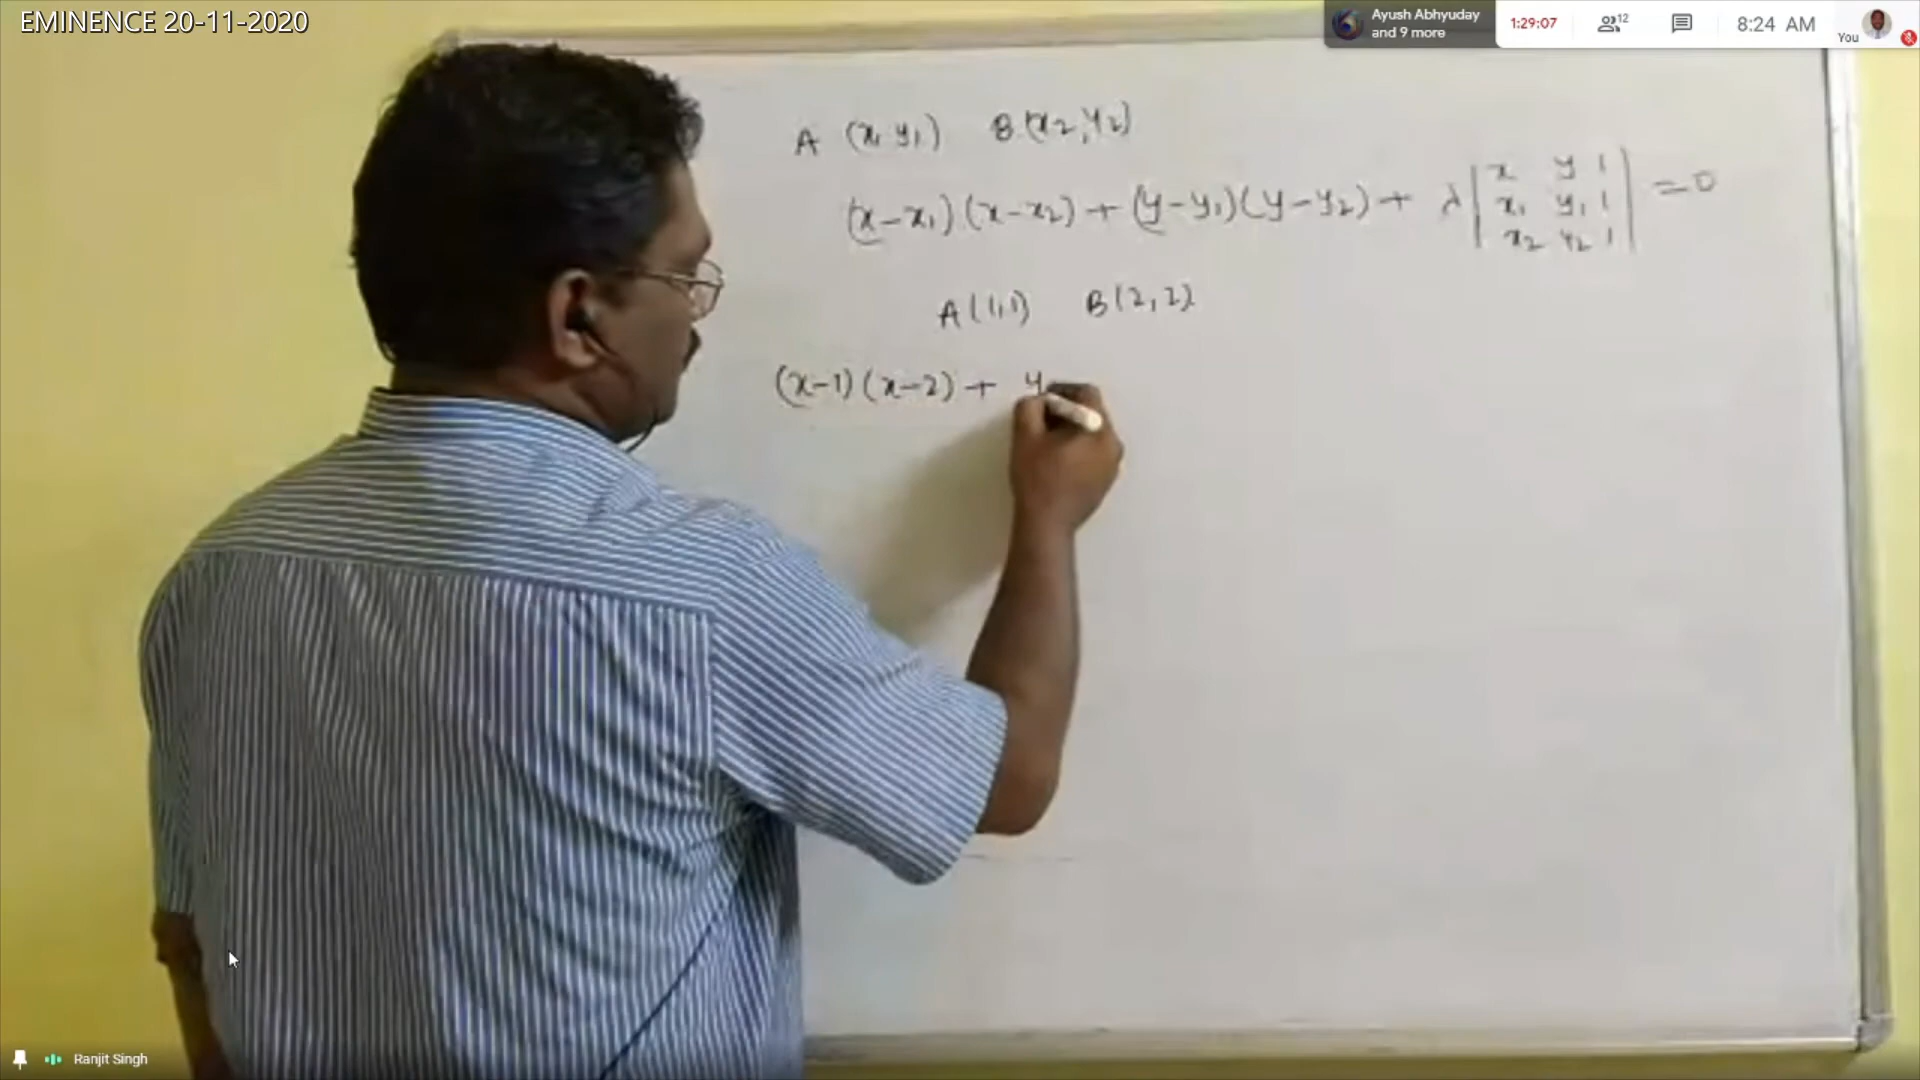 EMINENCE 20-11-2020
Ayush Abhyuday
and 9 more
1:29:07
12
8:24 AM
You
A (x₁ y₁) B(x₂, y₂)
(x-x₁)(x-x₂) + (y-y₁)(y-y₂) + λ |x y 1| = 0
|x₁ y₁ 1|
|x₂ y₂ 1|
A(1,1) B(2,2)
(x-1)(x-2) + y
Ranjit Singh